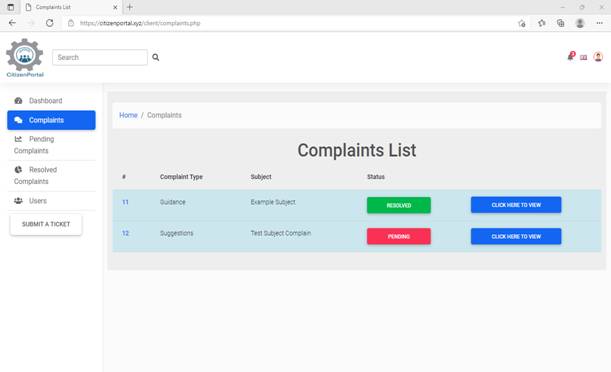 Complaints List
https://citizenportal.xyz/client/complaints.php
CitizenPortal
Search
Dashboard
Complaints
Pending
Complaints
Resolved
Complaints
Users
SUBMIT A TICKET
Home / Complaints
Complaints List
# Complaint Type Subject Status
11 Guidance Example Subject RESOLVED CLICK HERE TO VIEW
12 Suggestions Test Subject Complain PENDING CLICK HERE TO VIEW